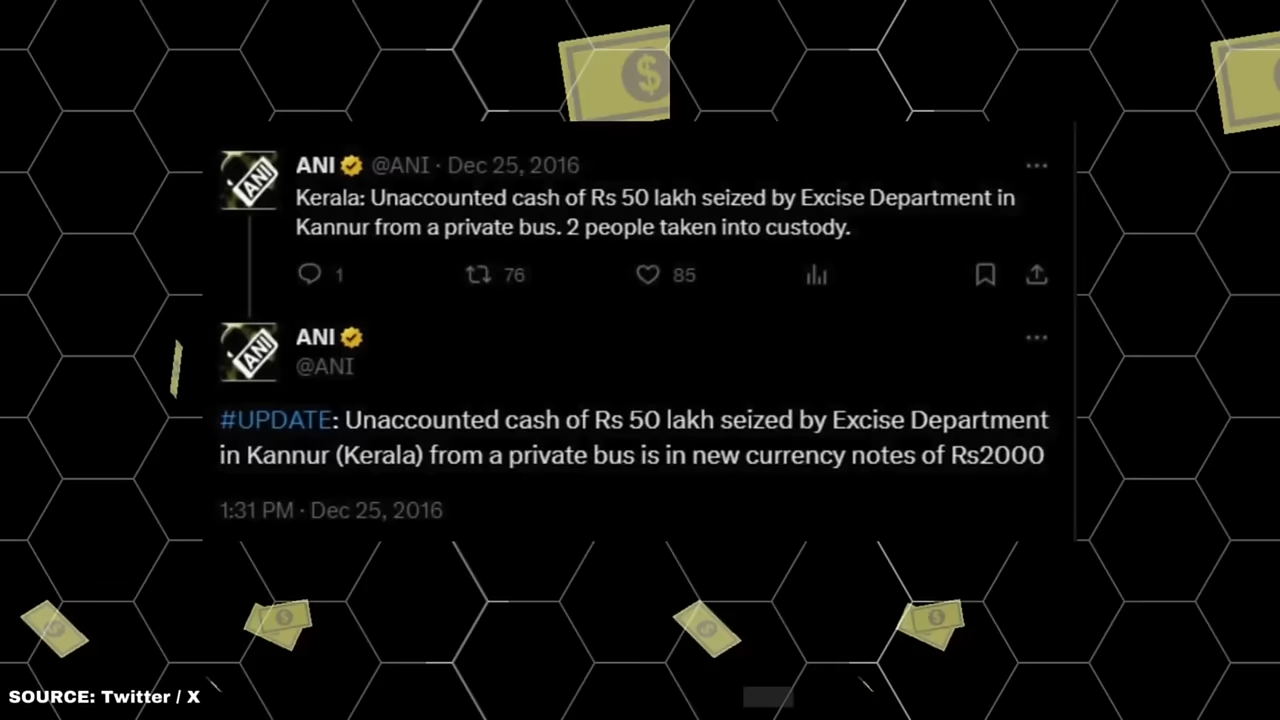 ANI @ANI · Dec 25, 2016
Kerala: Unaccounted cash of Rs 50 lakh seized by Excise Department in
Kannur from a private bus. 2 people taken into custody.
1 76 85
ANI
@ANI
#UPDATE: Unaccounted cash of Rs 50 lakh seized by Excise Department
in Kannur (Kerala) from a private bus is in new currency notes of Rs2000
1:31 PM · Dec 25, 2016
SOURCE: Twitter / X